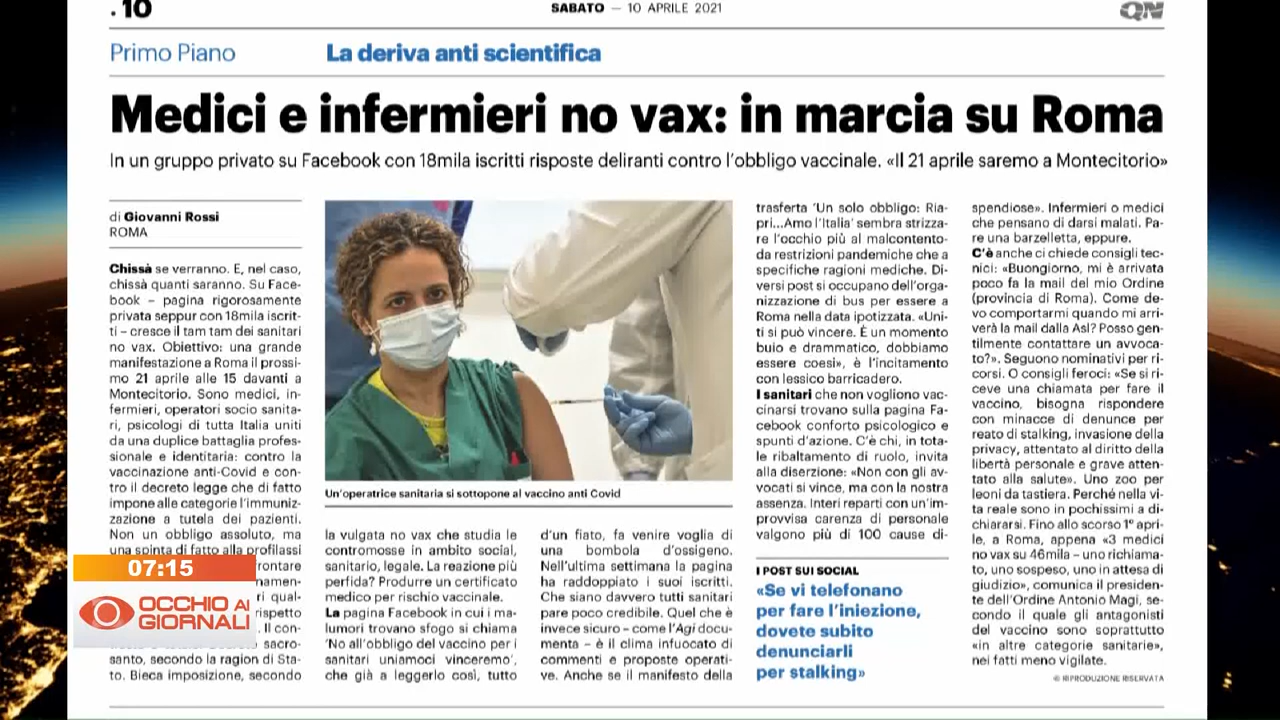 . 10
SABATO — 10 APRILE 2021
QN
Primo Piano
La deriva anti scientifica
Medici e infermieri no vax: in marcia su Roma
In un gruppo privato su Facebook con 18mila iscritti risposte deliranti contro l'obbligo vaccinale. «Il 21 aprile saremo a Montecitorio»
di Giovanni Rossi
ROMA
Chissà se verranno. E, nel caso,
chissà quanti saranno. Su Face-
book – pagina rigorosamente
privata seppur con 18mila iscrit-
ti – cresce il tam tam dei sanitari
no vax. Obiettivo: una grande
manifestazione a Roma il prossi-
mo 21 aprile alle 15 davanti a
Montecitorio. Sono medici, in-
fermieri, operatori socio sanita-
ri, psicologi di tutta Italia uniti
da una duplice battaglia profes-
sionale e identitaria: contro la
vaccinazione anti-Covid e con-
tro il decreto legge che di fatto
impone alle categorie l'immuniz-
zazione a tutela dei pazienti.
Non un obbligo assoluto, ma
una spinta di fatto alla profilassi
rontare
namen-
ri qual-
rispetto
. Il con-
sacro-
santo, secondo la ragion di Sta-
to. Bieca imposizione, secondo
Un'operatrice sanitaria si sottopone al vaccino anti Covid
la vulgata no vax che studia le
contromosse in ambito social,
sanitario, legale. La reazione più
perfida? Produrre un certificato
medico per rischio vaccinale.
La pagina Facebook in cui i ma-
lumori trovano sfogo si chiama
'No all'obbligo del vaccino per i
sanitari uniamoci vinceremo',
che già a leggerlo così, tutto
d'un fiato, fa venire voglia di
una bombola d'ossigeno.
Nell'ultima settimana la pagina
ha raddoppiato i suoi iscritti.
Che siano davvero tutti sanitari
pare poco credibile. Quel che è
invece sicuro – come l'Agi docu-
menta – è il clima infuocato di
commenti e proposte operati-
ve. Anche se il manifesto della
trasferta 'Un solo obbligo: Ria-
pri...Amo l'Italia' sembra strizza-
re l'occhio più al malcontento
da restrizioni pandemiche che a
specifiche ragioni mediche. Di-
versi post si occupano dell'orga-
nizzazione di bus per essere a
Roma nella data ipotizzata. «Uni-
ti si può vincere. È un momento
buio e drammatico, dobbiamo
essere coesi», è l'incitamento
con lessico barricadero.
I sanitari che non vogliono vac-
cinarsi trovano sulla pagina Fa-
cebook conforto psicologico e
spunti d'azione. C'è chi, in tota-
le ribaltamento di ruolo, invita
alla diserzione: «Non con gli av-
vocati si vince, ma con la nostra
assenza. Interi reparti con un'im-
provvisa carenza di personale
valgono più di 100 cause di-
I POST SUI SOCIAL
«Se vi telefonano
per fare l'iniezione,
dovete subito
denunciarli
per stalking»
spendiose». Infermieri o medici
che pensano di darsi malati. Pa-
re una barzelletta, eppure.
C'è anche ci chiede consigli tec-
nici: «Buongiorno, mi è arrivata
poco fa la mail del mio Ordine
(provincia di Roma). Come de-
vo comportarmi quando mi arri-
verà la mail dalla Asl? Posso gen-
tilmente contattare un avvoca-
to?». Seguono nominativi per ri-
corsi. O consigli feroci: «Se si ri-
ceve una chiamata per fare il
vaccino, bisogna rispondere
con minacce di denunce per
reato di stalking, invasione della
privacy, attentato al diritto della
libertà personale e grave atten-
tato alla salute». Uno zoo per
leoni da tastiera. Perché nella vi-
ta reale sono in pochissimi a di-
chiararsi. Fino allo scorso 1° apri-
le, a Roma, appena «3 medici
no vax su 46mila – uno richiama-
to, uno sospeso, uno in attesa di
giudizio», comunica il presiden-
te dell'Ordine Antonio Magi, se-
condo il quale gli antagonisti
del vaccino sono soprattutto
«in altre categorie sanitarie»,
nei fatti meno vigilate.
© RIPRODUZIONE RISERVATA
07:15
OCCHIO AI
GIORNALI